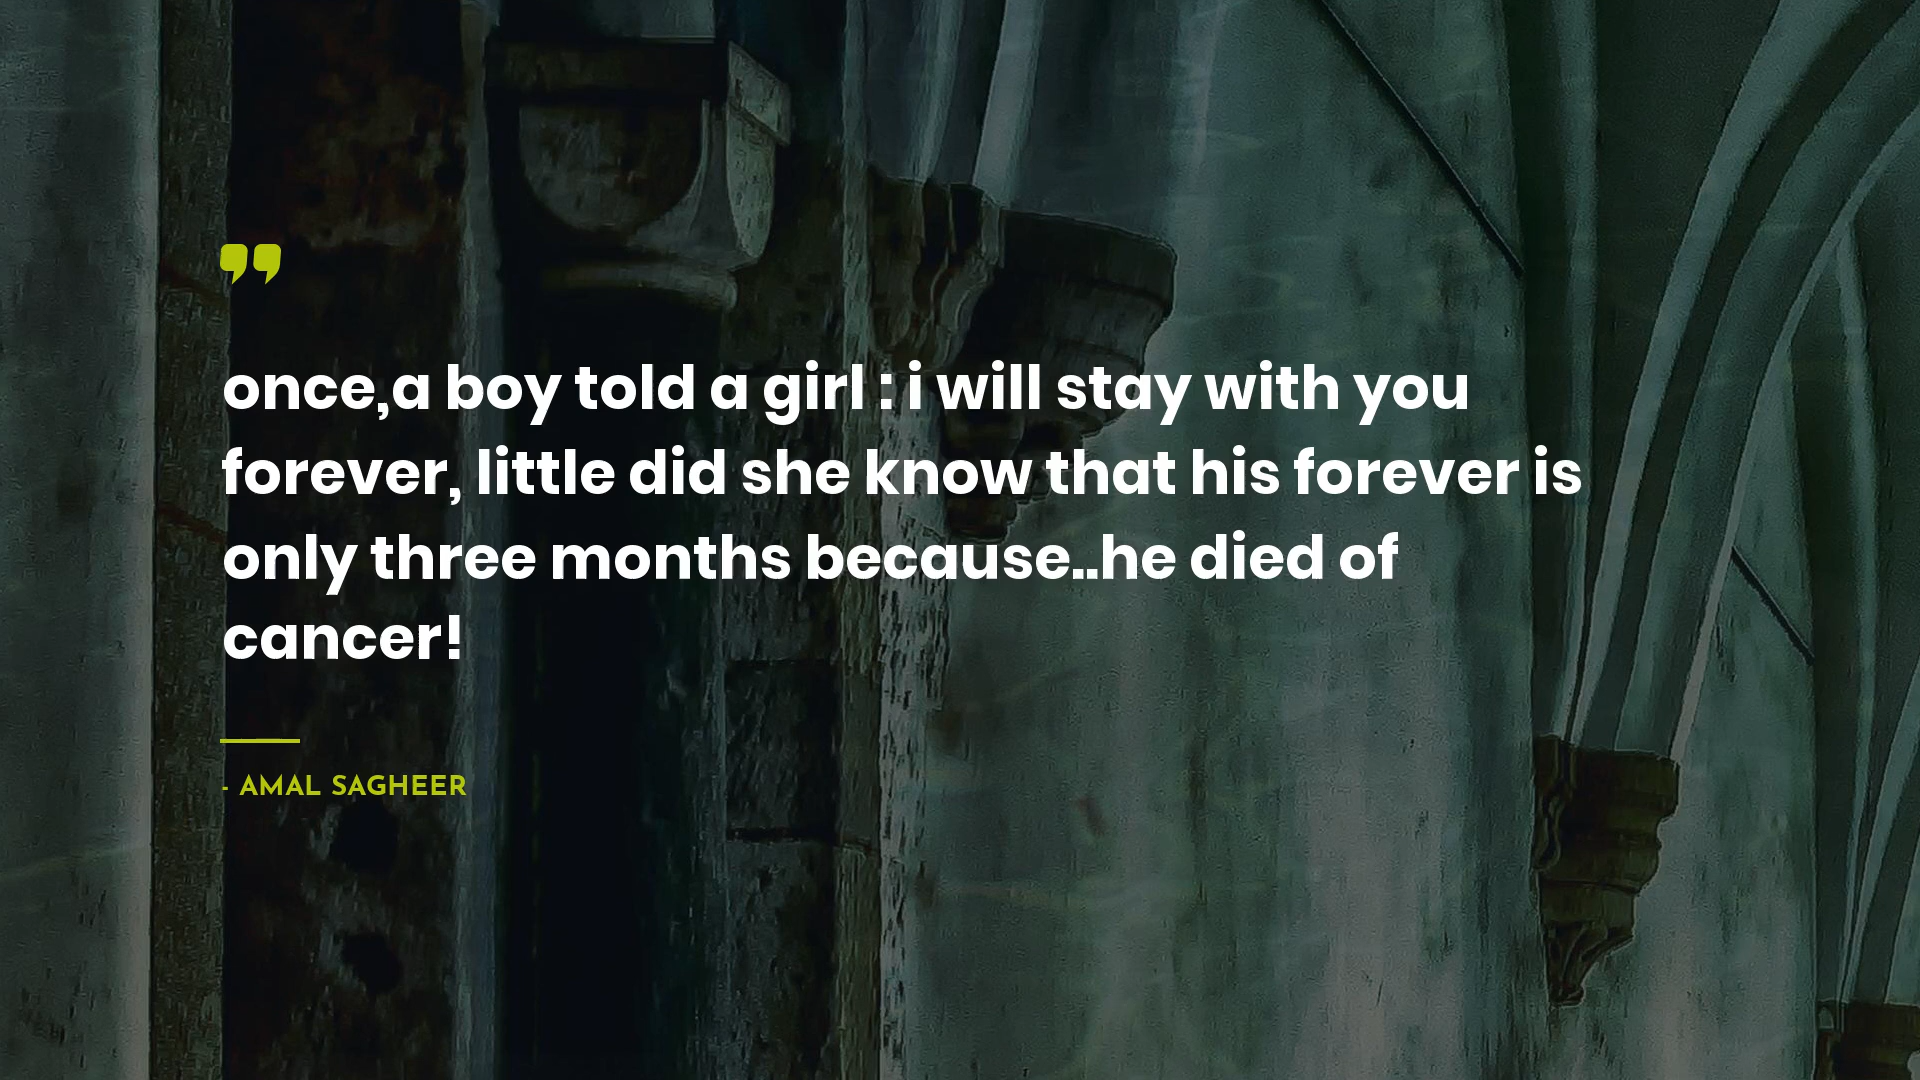 once,a boy told a girl : i will stay with you
forever, little did she know that his forever is
only three months because..he died of
cancer!
- AMAL SAGHEER